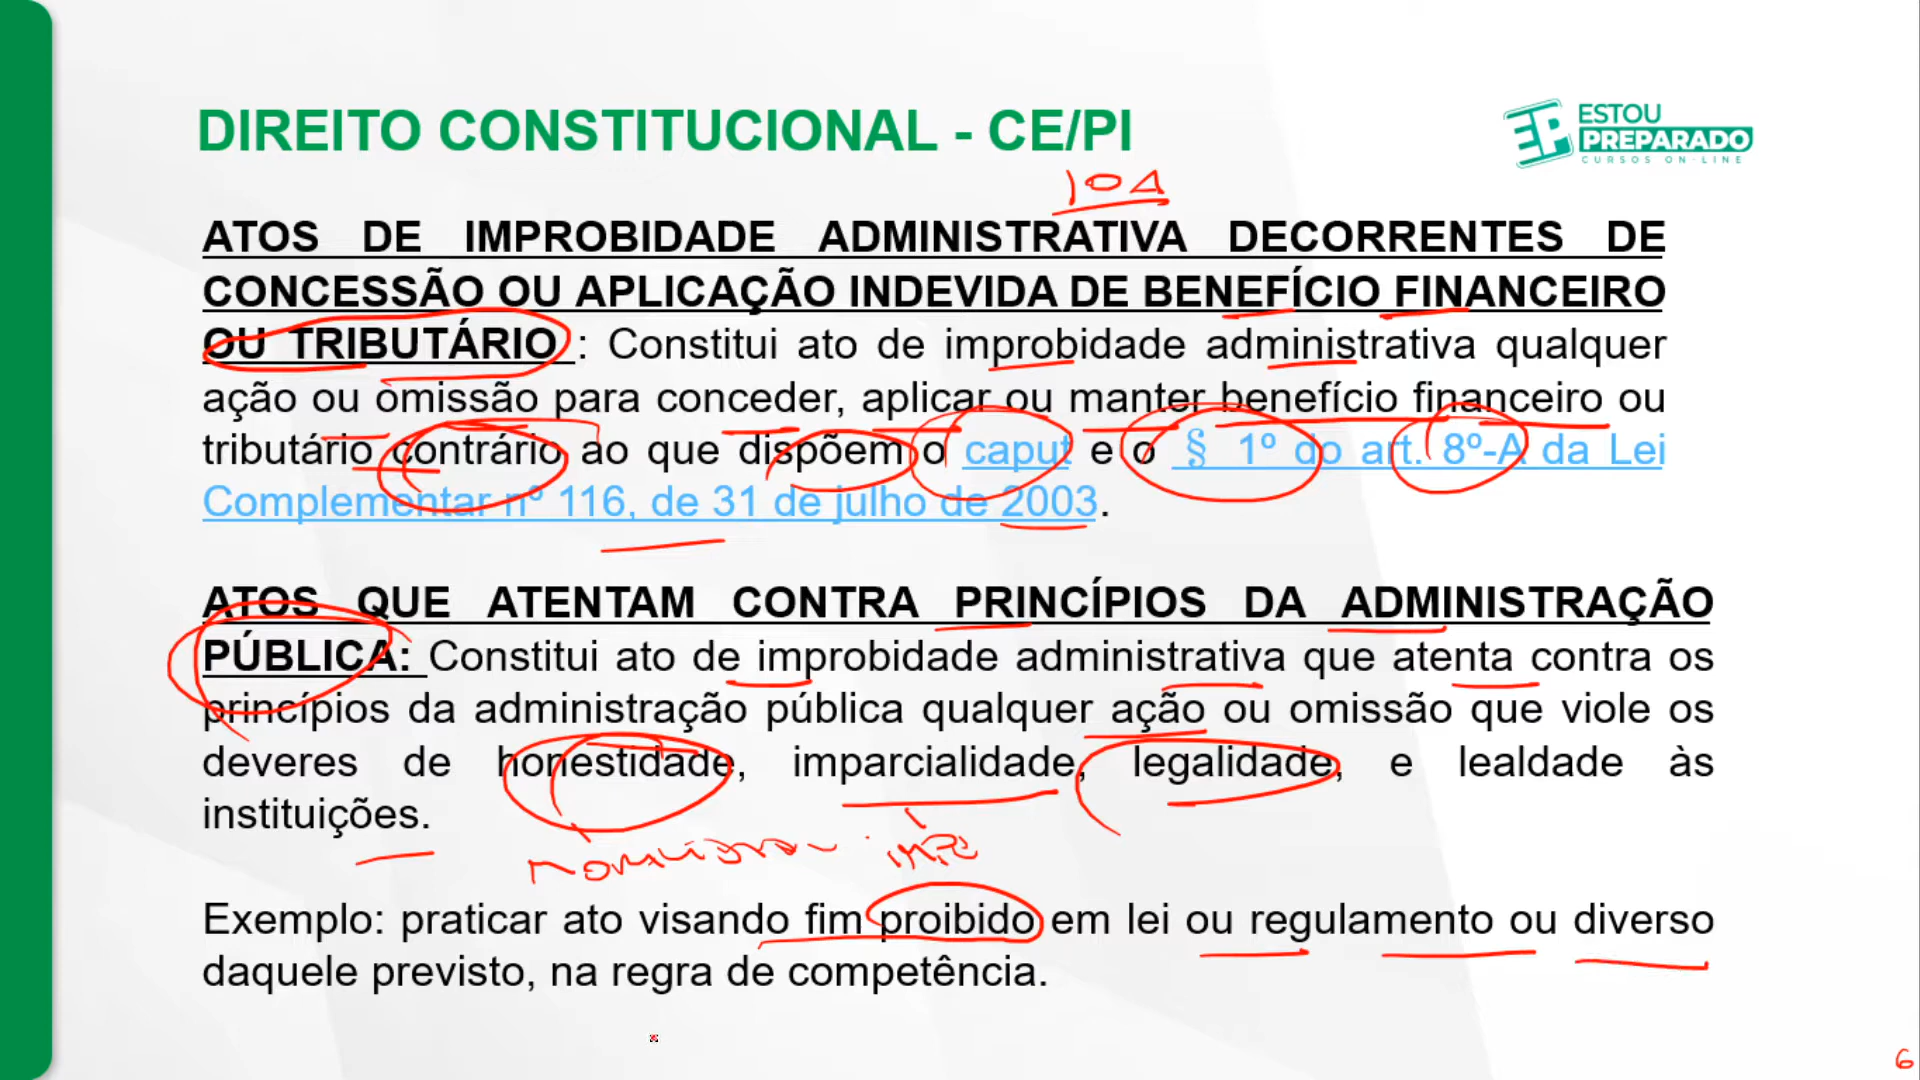 DIREITO CONSTITUCIONAL - CE/PI
ESTOU
PREPARADO
CURSOS ON-LINE
10A
ATOS DE IMPROBIDADE ADMINISTRATIVA DECORRENTES DE
CONCESSÃO OU APLICAÇÃO INDEVIDA DE BENEFÍCIO FINANCEIRO
OU TRIBUTÁRIO : Constitui ato de improbidade administrativa qualquer
ação ou omissão para conceder, aplicar ou manter benefício financeiro ou
tributário contrário ao que dispõem o caput e o § 1º do art. 8º-A da Lei
Complementar nº 116, de 31 de julho de 2003.
ATOS QUE ATENTAM CONTRA PRINCÍPIOS DA ADMINISTRAÇÃO
PÚBLICA: Constitui ato de improbidade administrativa que atenta contra os
princípios da administração pública qualquer ação ou omissão que viole os
deveres de honestidade, imparcialidade, legalidade, e lealdade às
instituições.
Exemplo: praticar ato visando fim proibido em lei ou regulamento ou diverso
daquele previsto, na regra de competência.
6